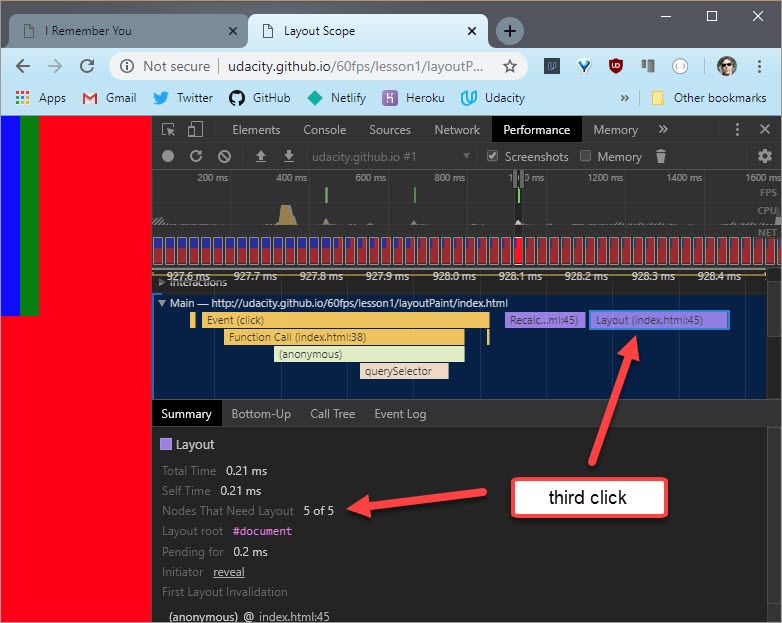 I Remember You
Layout Scope
Not secure | udacity.github.io/60fps/lesson1/layoutP...
Apps Gmail Twitter GitHub Netlify Heroku Udacity » Other bookmarks
Elements Console Sources Network Performance Memory »
udacity.github.io #1 Screenshots Memory
200 ms 400 ms 600 ms 800 ms 1200 ms 1400 ms 1600 ms
FPS
CPU
NET
927.6 ms 927.7 ms 927.8 ms 927.9 ms 928.0 ms 928.1 ms 928.2 ms 928.3 ms 928.4 ms
Interactions
Main — http://udacity.github.io/60fps/lesson1/layoutPaint/index.html
Event (click) Recalc...ml:45) Layout (index.html:45)
Function Call (index.html:38)
(anonymous)
querySelector
Summary Bottom-Up Call Tree Event Log
Layout
Total Time 0.21 ms
Self Time 0.21 ms
third click
Nodes That Need Layout 5 of 5
Layout root #document
Pending for 0.2 ms
Initiator reveal
First Layout Invalidation
(anonymous) @ index.html:45